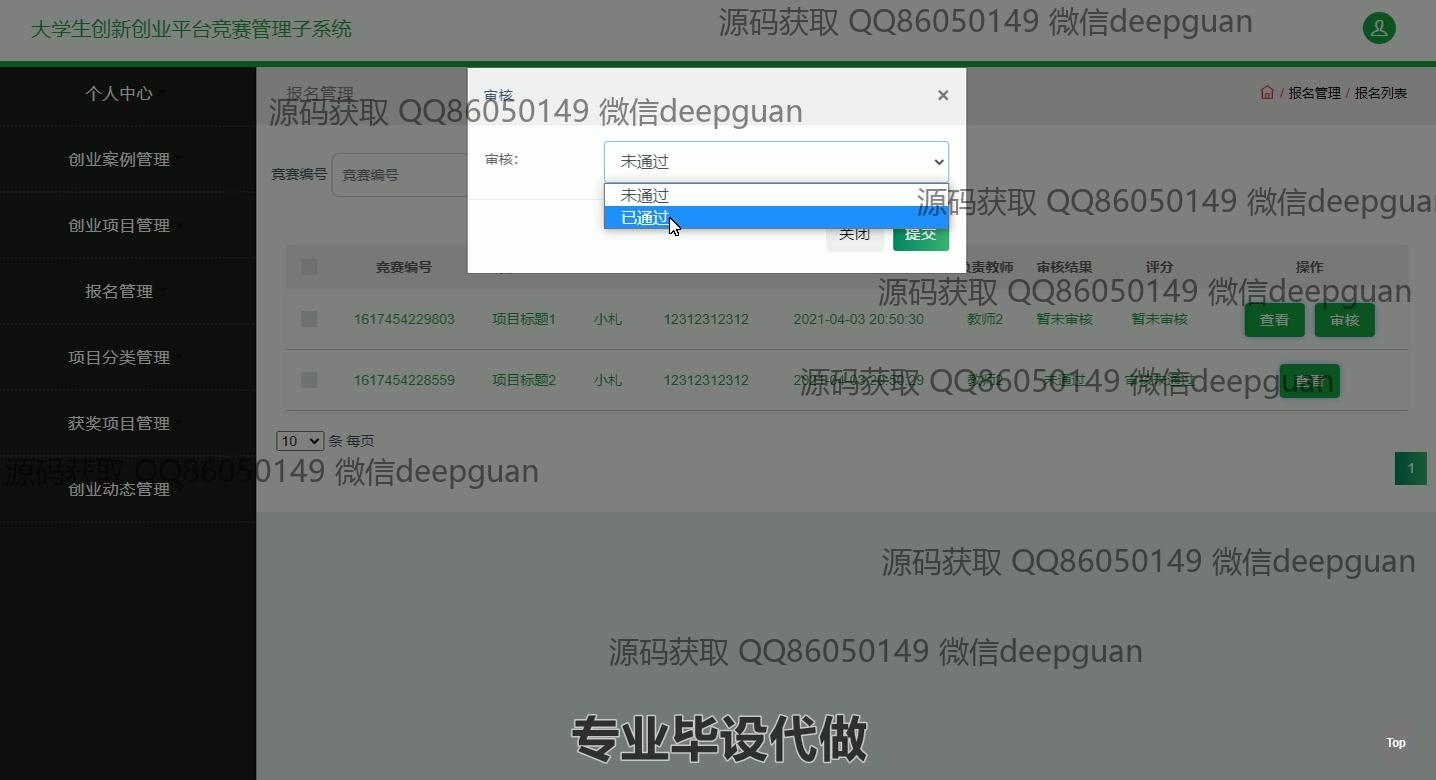 大学生创新创业平台竞赛管理子系统
源码获取 QQ86050149 微信deepguan
个人中心
创业案例管理
创业项目管理
报名管理
项目分类管理
获奖项目管理
创业动态管理
报名管理
/ 报名管理 / 报名列表
源码获取 QQ86050149 微信deepguan
审核
×
审核:
未通过
未通过
已通过
关闭
提交
竞赛编号
竞赛编号
源码获取 QQ86050149 微信deepgua
竞赛编号 负责教师 审核结果 评分 操作
源码获取 QQ86050149 微信deepguan
1617454229803 项目标题1 小札 12312312312 2021-04-03 20:50:30 教师2 暂未审核 暂未审核 查看 审核
1617454228559 项目标题2 小札 12312312312 2021-04-03 20:50:29 教师2 未通过 查看
源码获取 QQ86050149 微信deepguan
10 条 每页
源码获取 QQ86050149 微信deepguan
1
源码获取 QQ86050149 微信deepguan
源码获取 QQ86050149 微信deepguan
专业毕设代做
Top